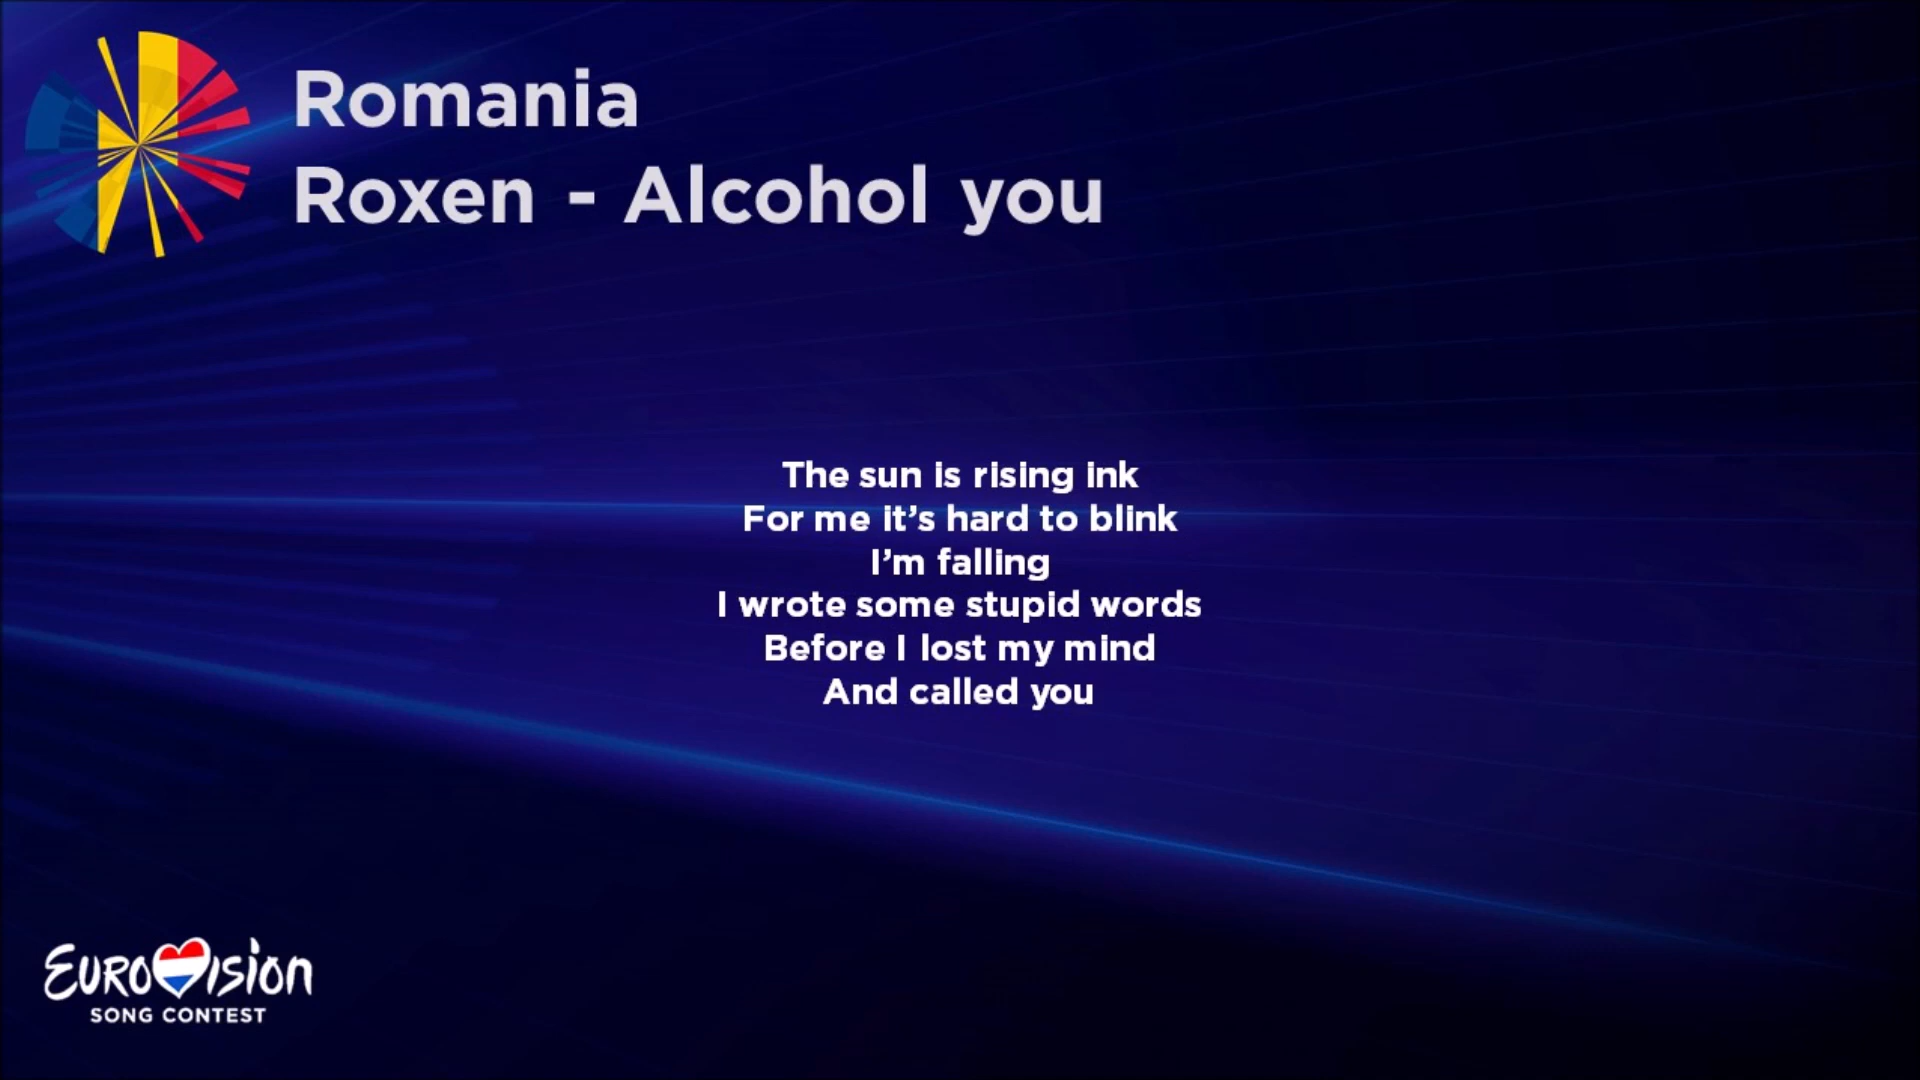 Romania
Roxen - Alcohol you
The sun is rising ink
For me it’s hard to blink
I’m falling
I wrote some stupid words
Before I lost my mind
And called you
EUROVISION
SONG CONTEST